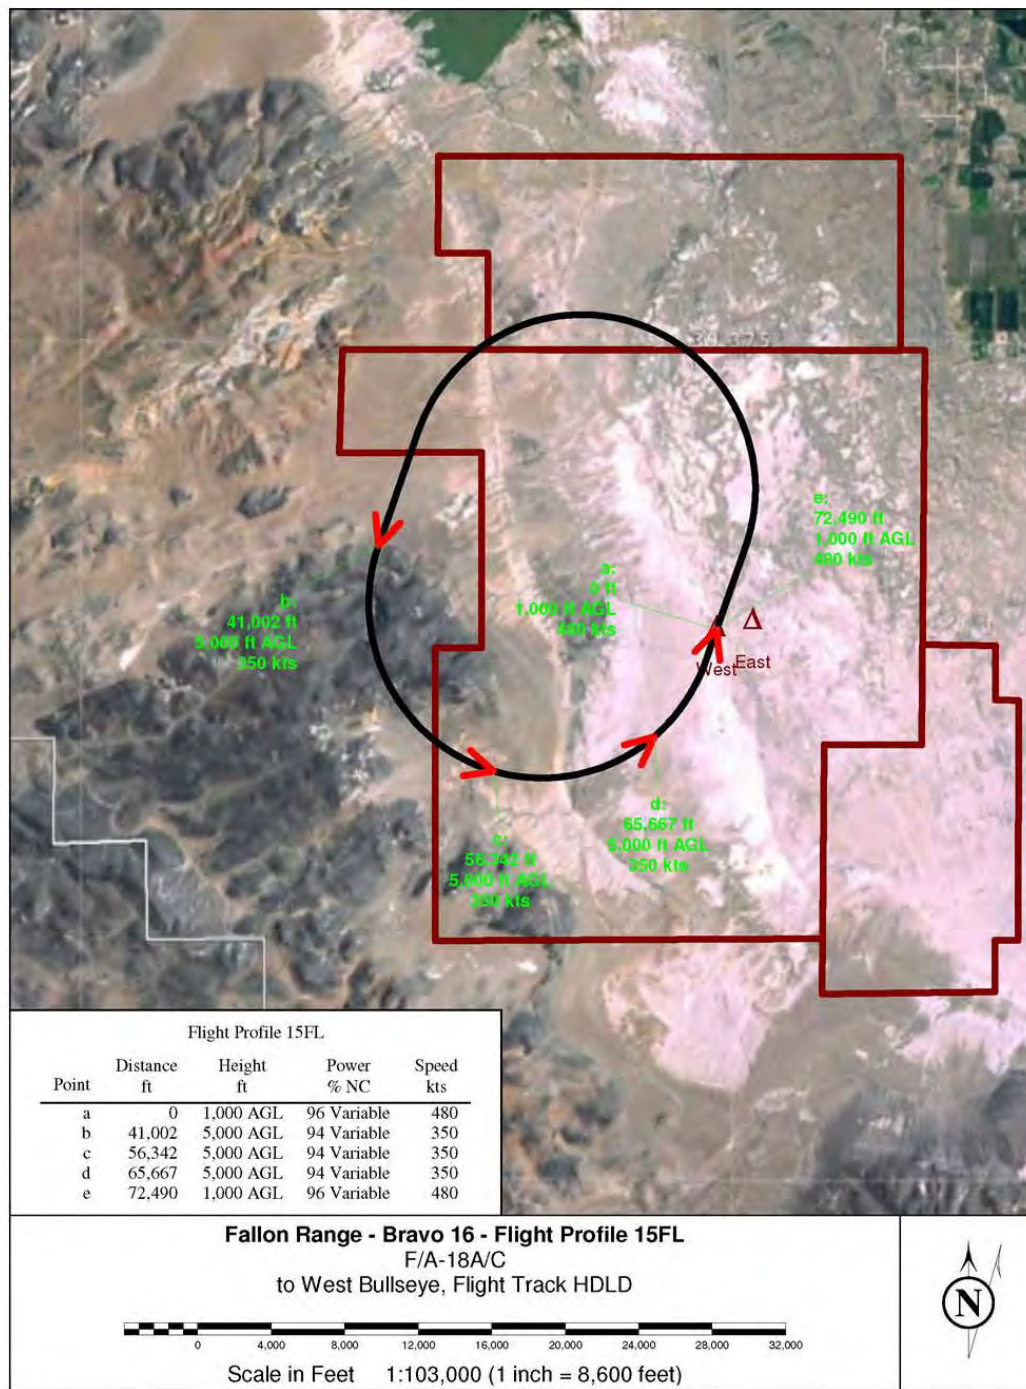 39.375
e:
72,490 ft
1,000 ft AGL
480 kts
a:
0 ft
1,000 ft AGL
480 kts
b:
41,002 ft
5,000 ft AGL
350 kts
West
East
d:
65,667 ft
5,000 ft AGL
350 kts
c:
56,342 ft
5,000 ft AGL
350 kts
Flight Profile 15FL
Distance Height Power Speed
Point ft ft % NC kts
a 0 1,000 AGL 96 Variable 480
b 41,002 5,000 AGL 94 Variable 350
c 56,342 5,000 AGL 94 Variable 350
d 65,667 5,000 AGL 94 Variable 350
e 72,490 1,000 AGL 96 Variable 480
Fallon Range - Bravo 16 - Flight Profile 15FL
F/A-18A/C
to West Bullseye, Flight Track HDLD
0 4,000 8,000 12,000 16,000 20,000 24,000 28,000 32,000
Scale in Feet 1:103,000 (1 inch = 8,600 feet)
N